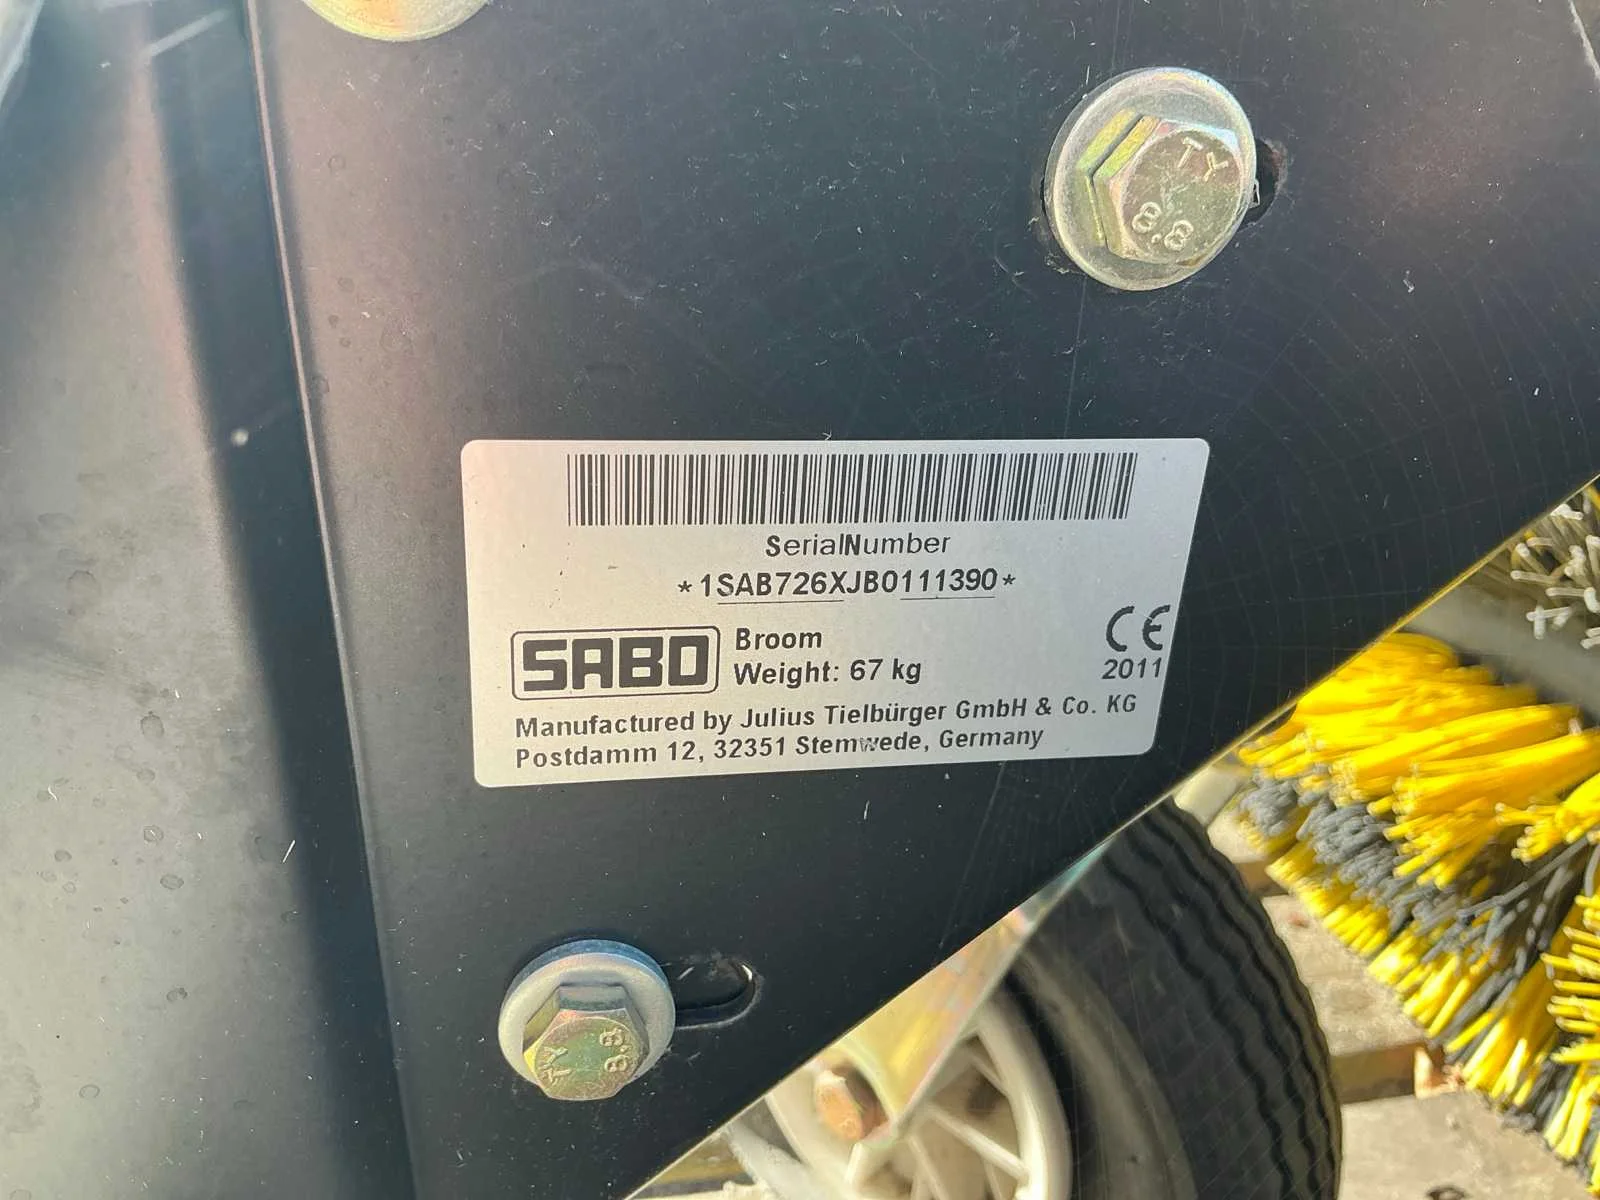 TY
8.8
SerialNumber
*1SAB726XJB0111390*
SABO
Broom
Weight: 67 kg
CE
2011
Manufactured by Julius Tielbürger GmbH & Co. KG
Postdamm 12, 32351 Stemwede, Germany
TY
8.8